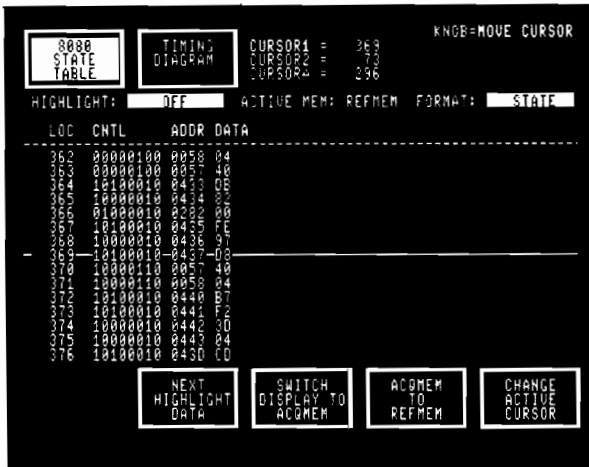 KNOB=MOVE CURSOR
8080 STATE TABLE
TIMING DIAGRAM
CURSOR1 = 369
CURSOR2 = 73
CURSOR∆ = 296
HIGHLIGHT: OFF ACTIVE MEM: REFMEM FORMAT: STATE
LOC CNTL ADDR DATA
362 00000100 0058 04
363 00000100 0057 40
364 10100010 0433 DB
365 10000010 0434 82
366 01000010 0282 00
367 10100010 0435 FE
368 10000010 0436 97
369 10100010 0437 D8
370 10000110 0057 40
371 10000110 0058 04
372 10100010 0440 B7
373 10100010 0441 F2
374 10000010 0442 3D
375 10000010 0443 04
376 10100010 043D CD
NEXT HIGHLIGHT DATA
SWITCH DISPLAY TO ACQMEM
ACQMEM TO REFMEM
CHANGE ACTIVE CURSOR